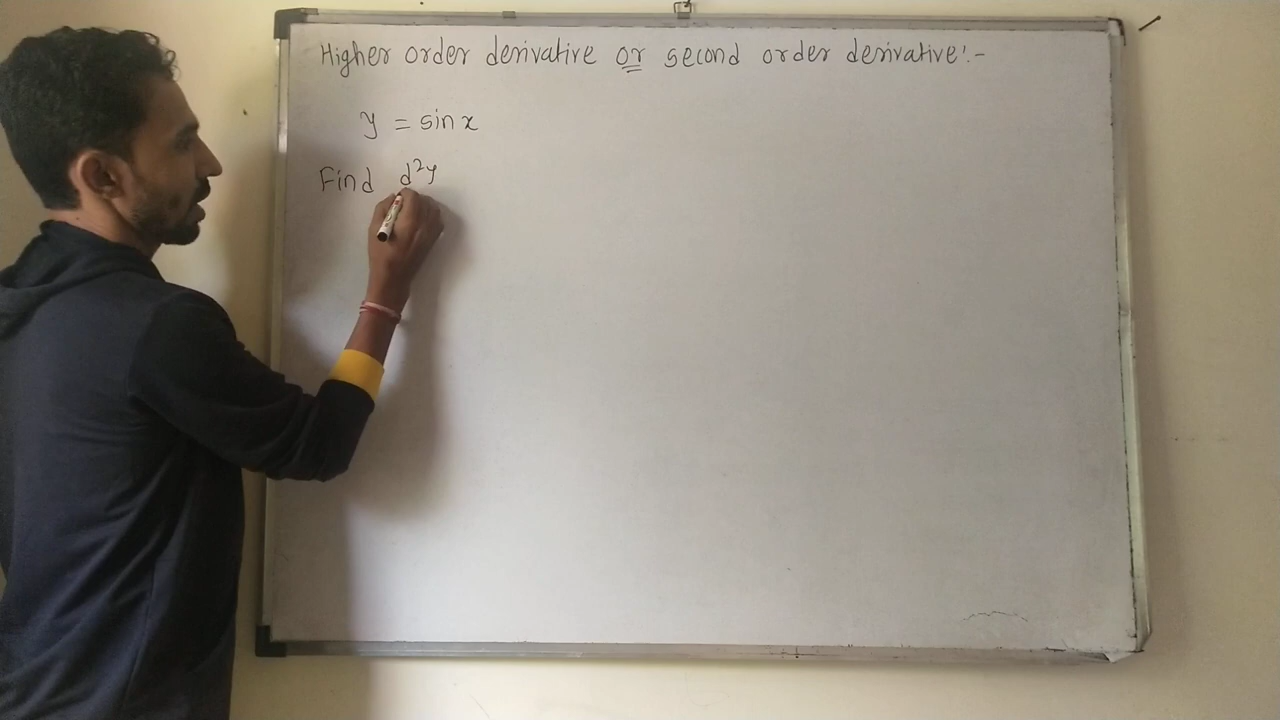 Higher order derivative or second order derivative:-
y = sin x
Find d²y